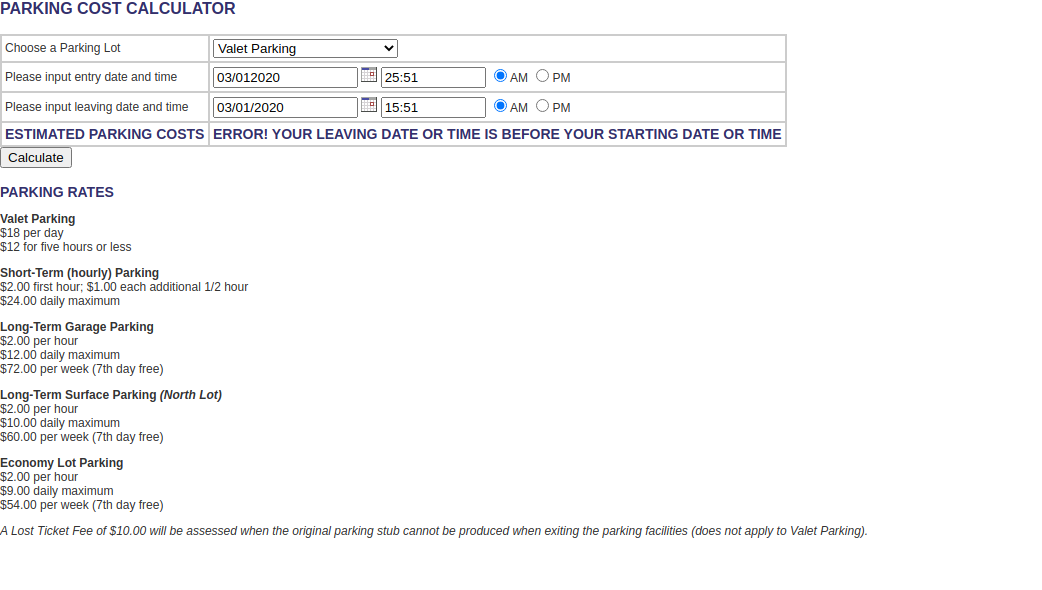 PARKING COST CALCULATOR
Choose a Parking Lot Valet Parking
Please input entry date and time 03/012020 25:51 AM PM
Please input leaving date and time 03/01/2020 15:51 AM PM
ESTIMATED PARKING COSTS ERROR! YOUR LEAVING DATE OR TIME IS BEFORE YOUR STARTING DATE OR TIME
Calculate
PARKING RATES
Valet Parking
$18 per day
$12 for five hours or less
Short-Term (hourly) Parking
$2.00 first hour; $1.00 each additional 1/2 hour
$24.00 daily maximum
Long-Term Garage Parking
$2.00 per hour
$12.00 daily maximum
$72.00 per week (7th day free)
Long-Term Surface Parking (North Lot)
$2.00 per hour
$10.00 daily maximum
$60.00 per week (7th day free)
Economy Lot Parking
$2.00 per hour
$9.00 daily maximum
$54.00 per week (7th day free)
A Lost Ticket Fee of $10.00 will be assessed when the original parking stub cannot be produced when exiting the parking facilities (does not apply to Valet Parking).